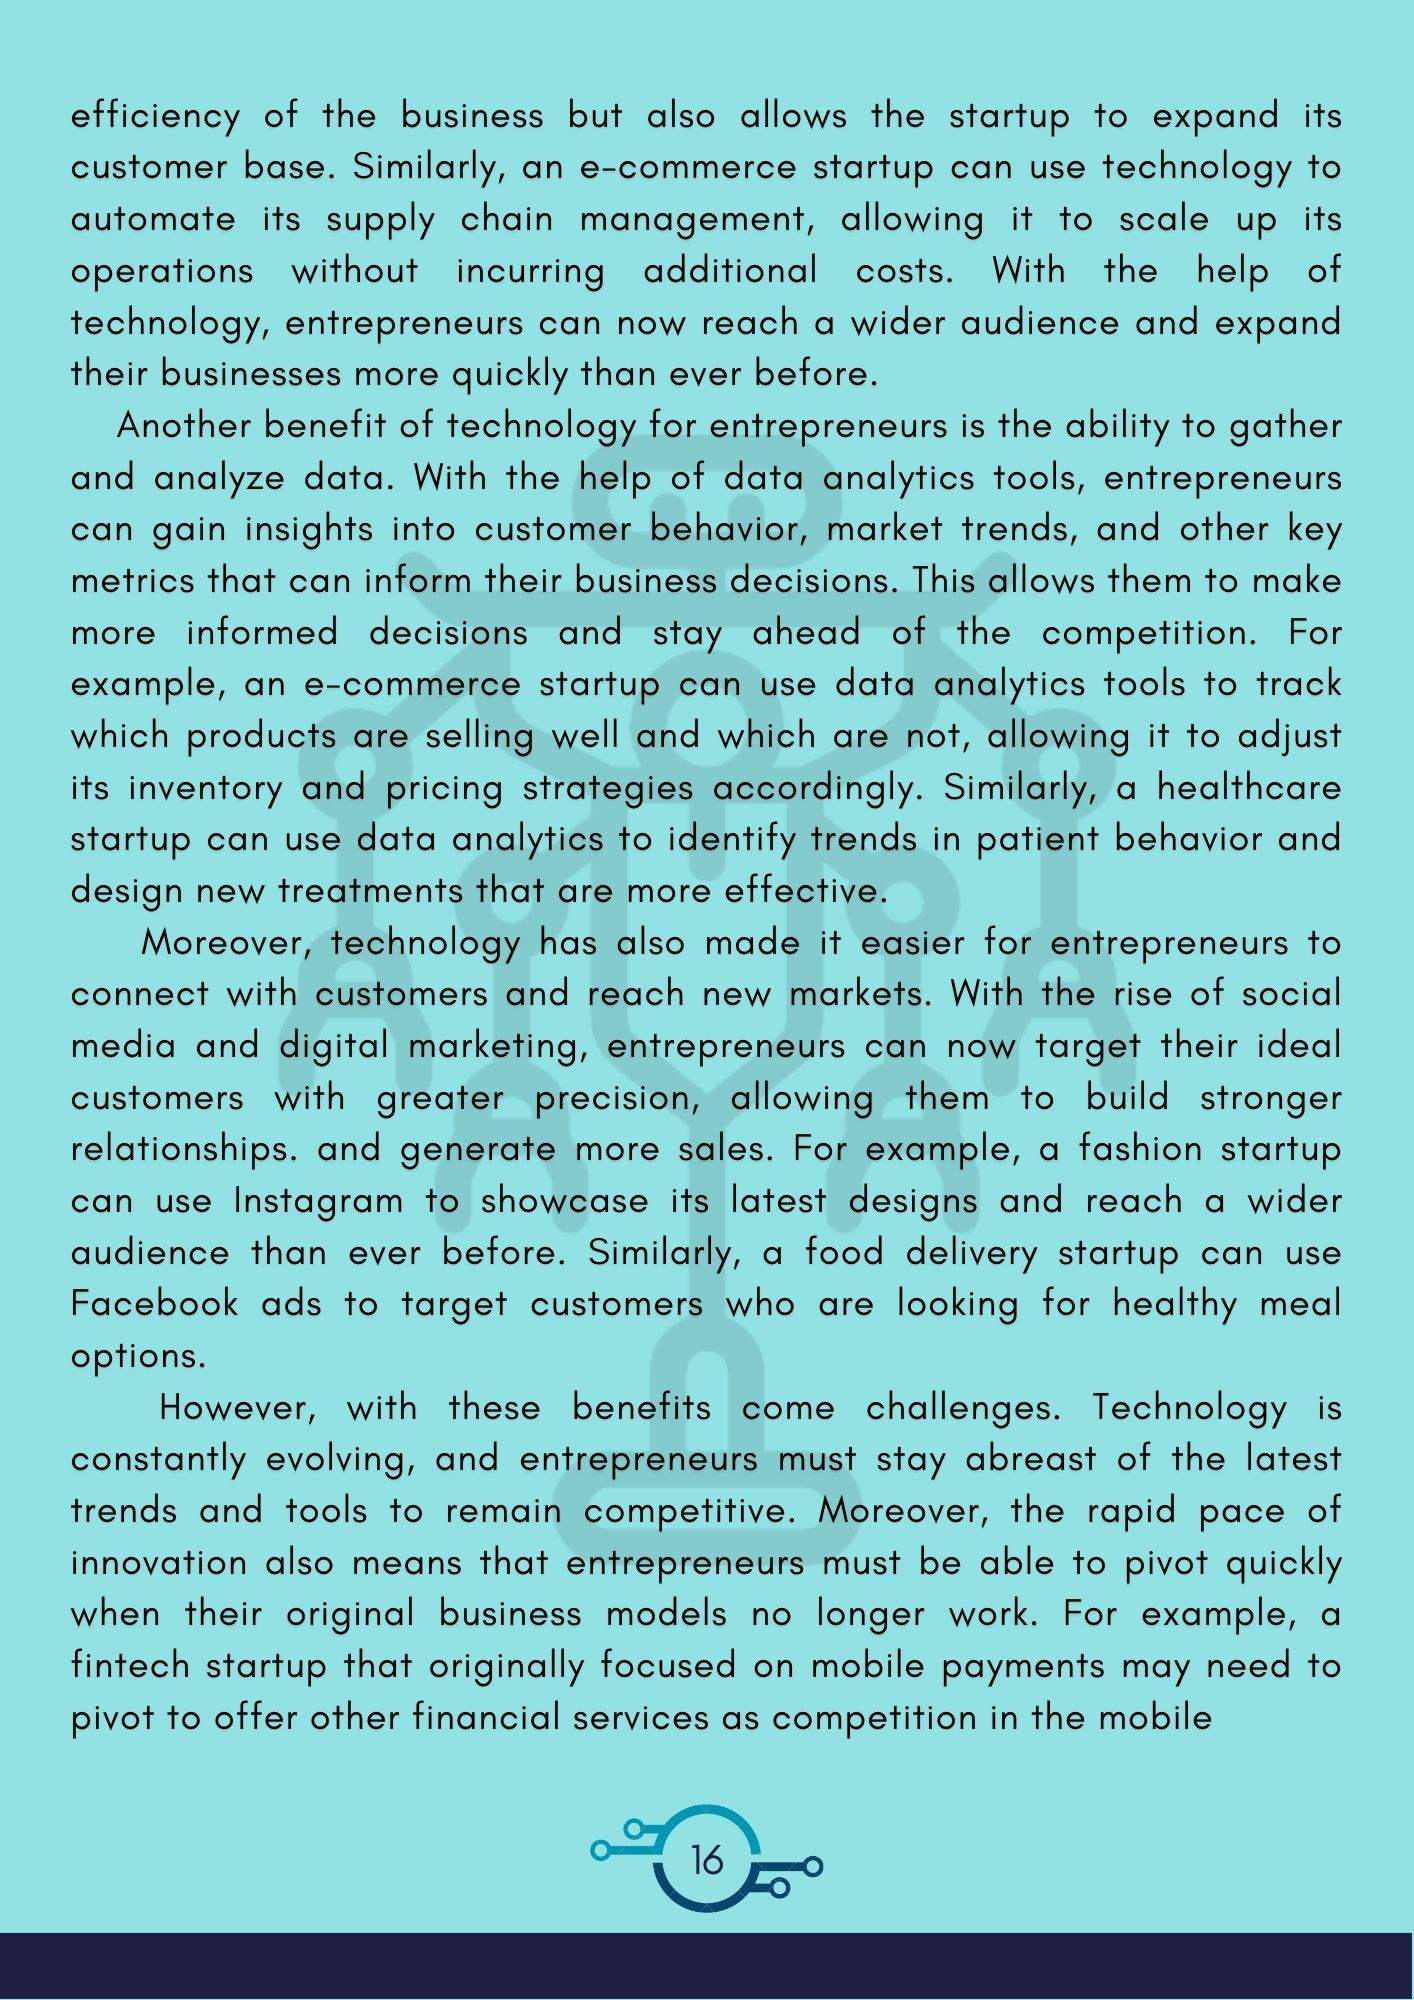 efficiency of the business but also allows the startup to expand its
customer base. Similarly, an e-commerce startup can use technology to
automate its supply chain management, allowing it to scale up its
operations without incurring additional costs. With the help of
technology, entrepreneurs can now reach a wider audience and expand
their businesses more quickly than ever before.
Another benefit of technology for entrepreneurs is the ability to gather
and analyze data. With the help of data analytics tools, entrepreneurs
can gain insights into customer behavior, market trends, and other key
metrics that can inform their business decisions. This allows them to make
more informed decisions and stay ahead of the competition. For
example, an e-commerce startup can use data analytics tools to track
which products are selling well and which are not, allowing it to adjust
its inventory and pricing strategies accordingly. Similarly, a healthcare
startup can use data analytics to identify trends in patient behavior and
design new treatments that are more effective.
Moreover, technology has also made it easier for entrepreneurs to
connect with customers and reach new markets. With the rise of social
media and digital marketing, entrepreneurs can now target their ideal
customers with greater precision, allowing them to build stronger
relationships. and generate more sales. For example, a fashion startup
can use Instagram to showcase its latest designs and reach a wider
audience than ever before. Similarly, a food delivery startup can use
Facebook ads to target customers who are looking for healthy meal
options.
However, with these benefits come challenges. Technology is
constantly evolving, and entrepreneurs must stay abreast of the latest
trends and tools to remain competitive. Moreover, the rapid pace of
innovation also means that entrepreneurs must be able to pivot quickly
when their original business models no longer work. For example, a
fintech startup that originally focused on mobile payments may need to
pivot to offer other financial services as competition in the mobile
16